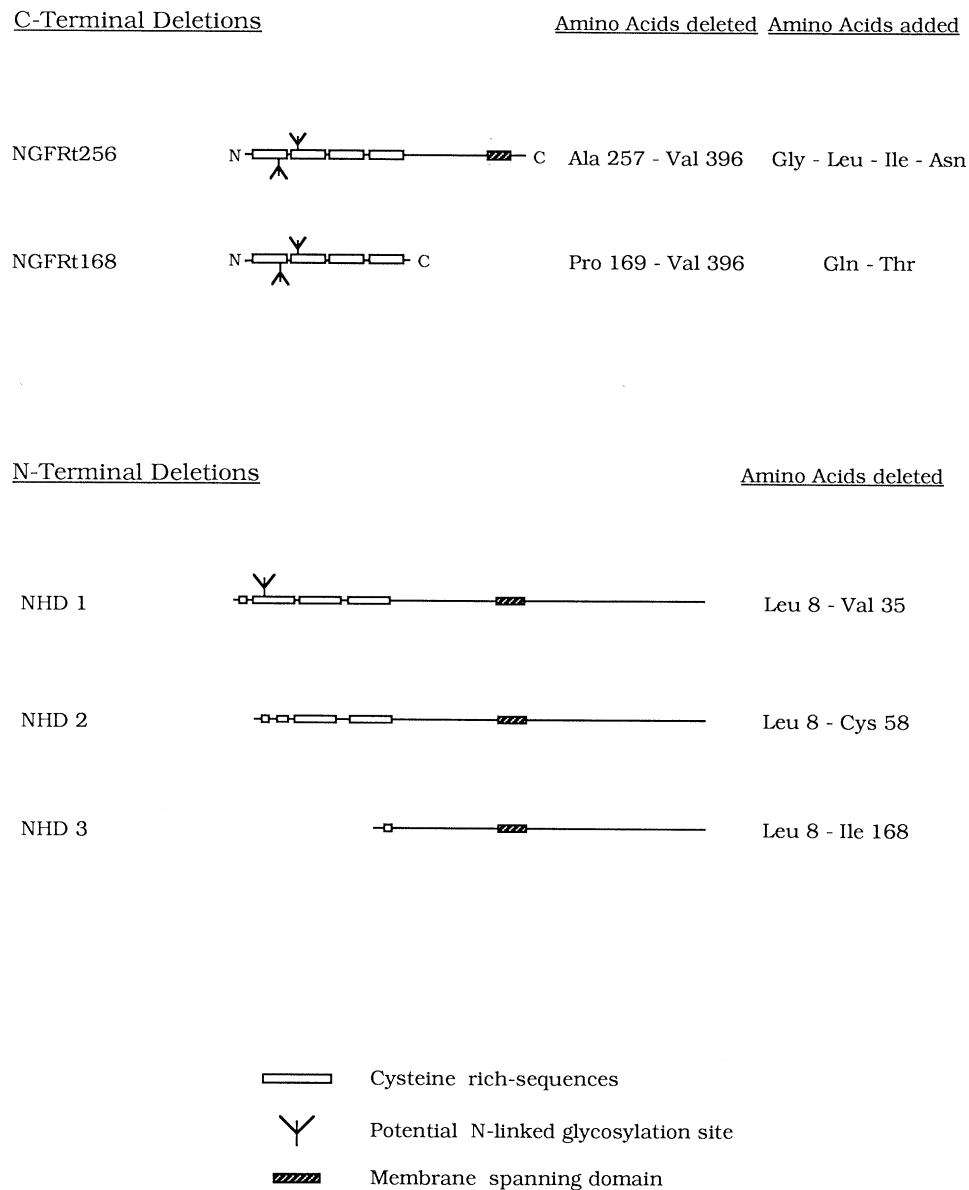 C-Terminal Deletions Amino Acids deleted Amino Acids added
NGFRt256 N C Ala 257 - Val 396 Gly - Leu - Ile - Asn
NGFRt168 N C Pro 169 - Val 396 Gln - Thr
N-Terminal Deletions Amino Acids deleted
NHD 1 Leu 8 - Val 35
NHD 2 Leu 8 - Cys 58
NHD 3 Leu 8 - Ile 168
Cysteine rich-sequences
Potential N-linked glycosylation site
Membrane spanning domain